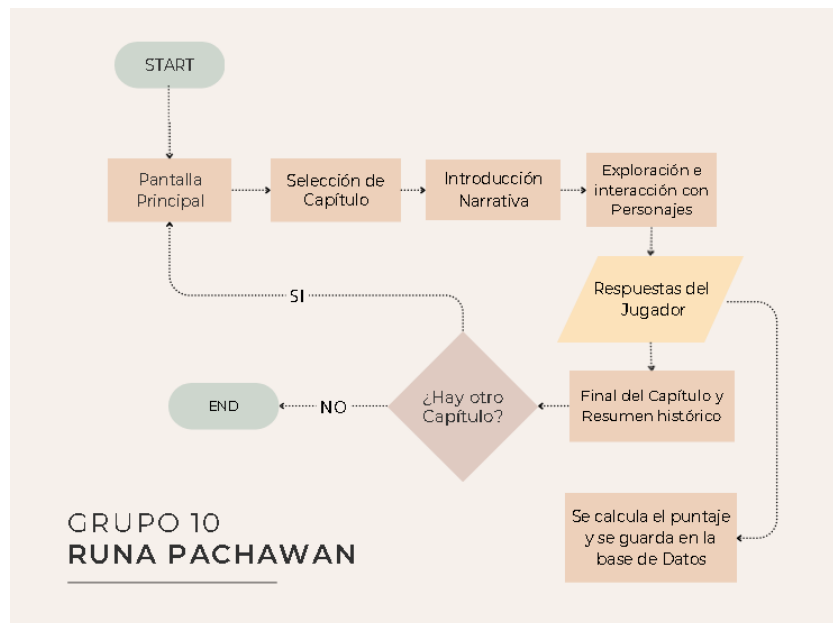 START
Pantalla
Principal
Selección de
Capítulo
Introducción
Narrativa
Exploración e
interacción con
Personajes
Respuestas del
Jugador
SI
¿Hay otro
Capítulo?
NO
END
Final del Capítulo y
Resumen histórico
Se calcula el puntaje
y se guarda en la
base de Datos
GRUPO 10
RUNA PACHAWAN